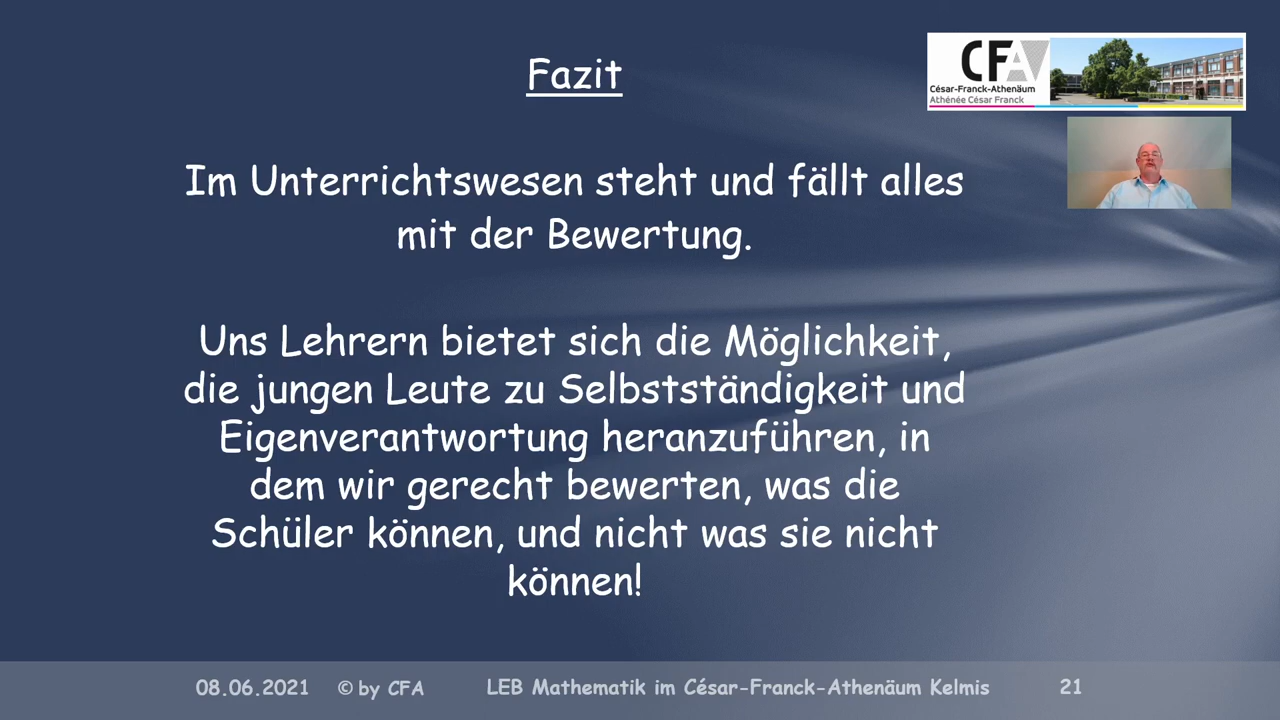 Fazit
CFA
César-Franck-Athenäum
Athénée César Franck
Im Unterrichtswesen steht und fällt alles
mit der Bewertung.
Uns Lehrern bietet sich die Möglichkeit,
die jungen Leute zu Selbstständigkeit und
Eigenverantwortung heranzuführen, in
dem wir gerecht bewerten, was die
Schüler können, und nicht was sie nicht
können!
08.06.2021 © by CFA LEB Mathematik im César-Franck-Athenäum Kelmis 21